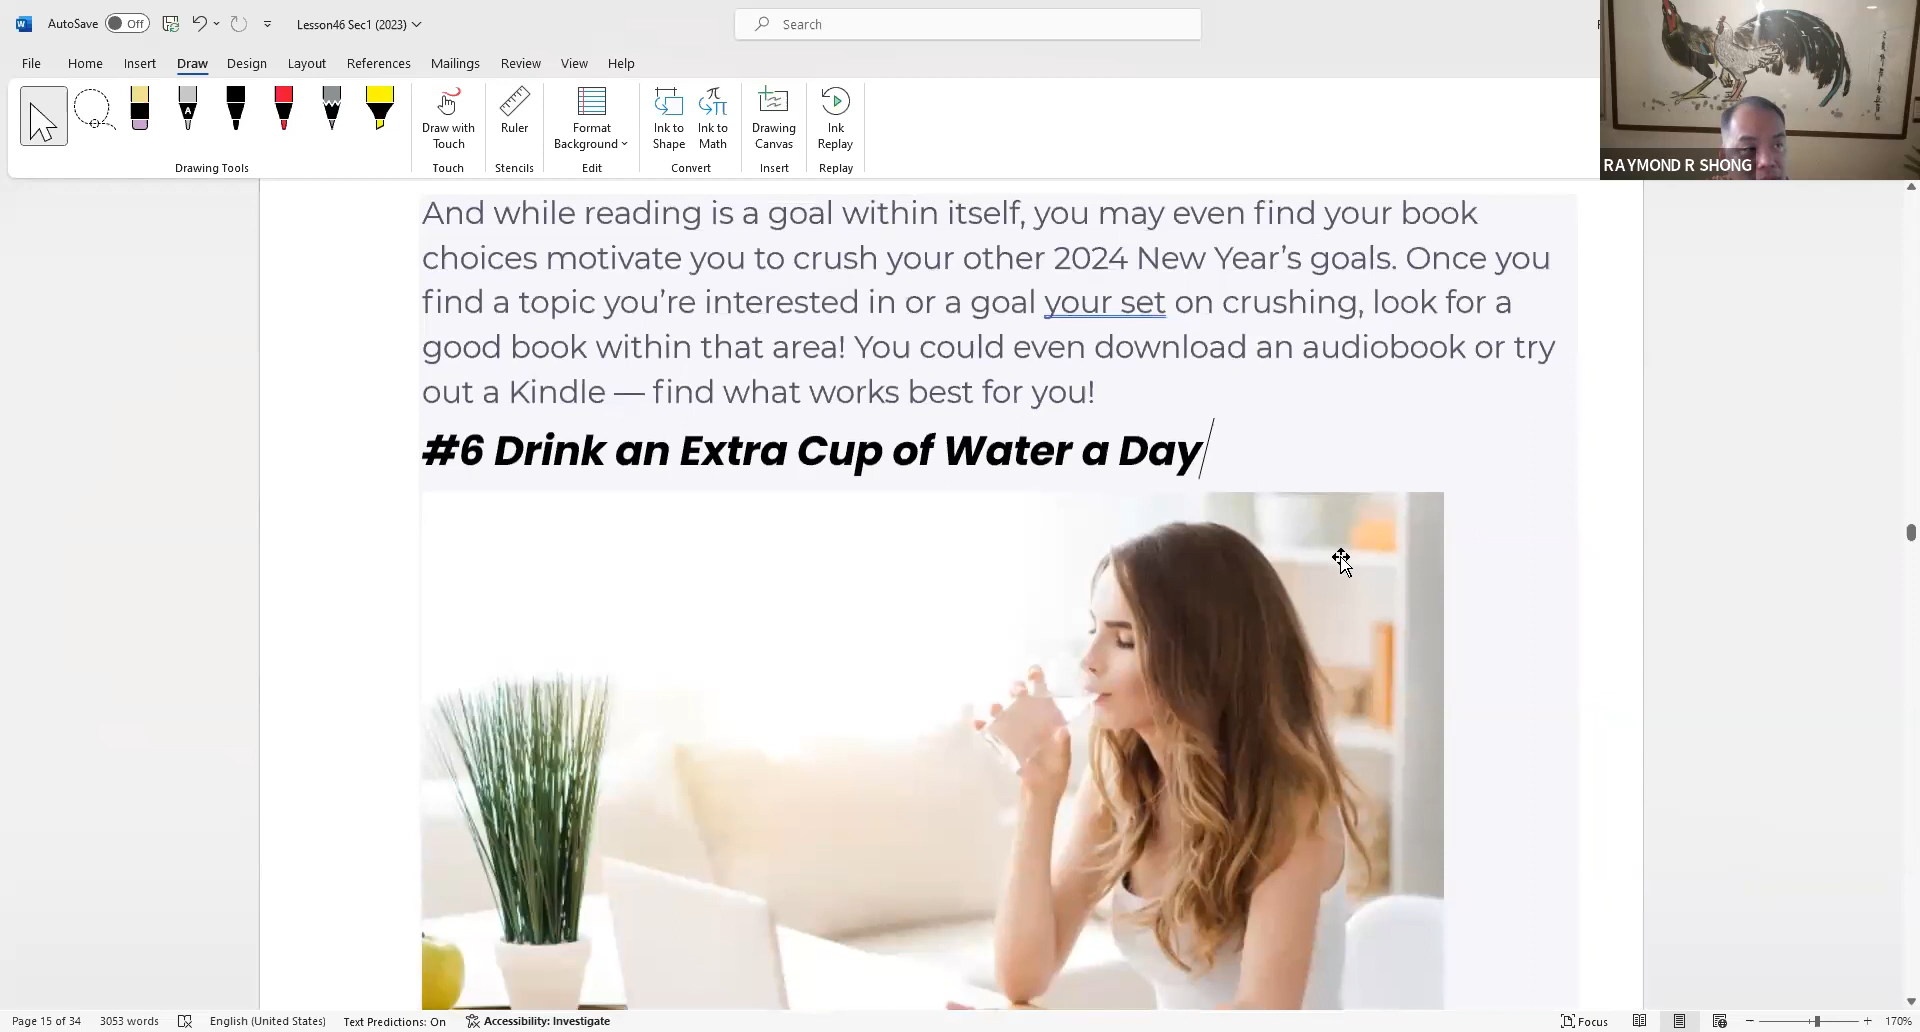 AutoSave Off Lesson46 Sec1 (2023) Search
File Home Insert Draw Design Layout References Mailings Review View Help
A
Draw with Touch Ruler Format Background Ink to Shape Ink to Math Drawing Canvas Ink Replay
Drawing Tools Touch Stencils Edit Convert Insert Replay
RAYMOND R SHONG
And while reading is a goal within itself, you may even find your book
choices motivate you to crush your other 2024 New Year’s goals. Once you
find a topic you’re interested in or a goal your set on crushing, look for a
good book within that area! You could even download an audiobook or try
out a Kindle — find what works best for you!
#6 Drink an Extra Cup of Water a Day
Page 15 of 34 3053 words English (United States) Text Predictions: On Accessibility: Investigate Focus 170%